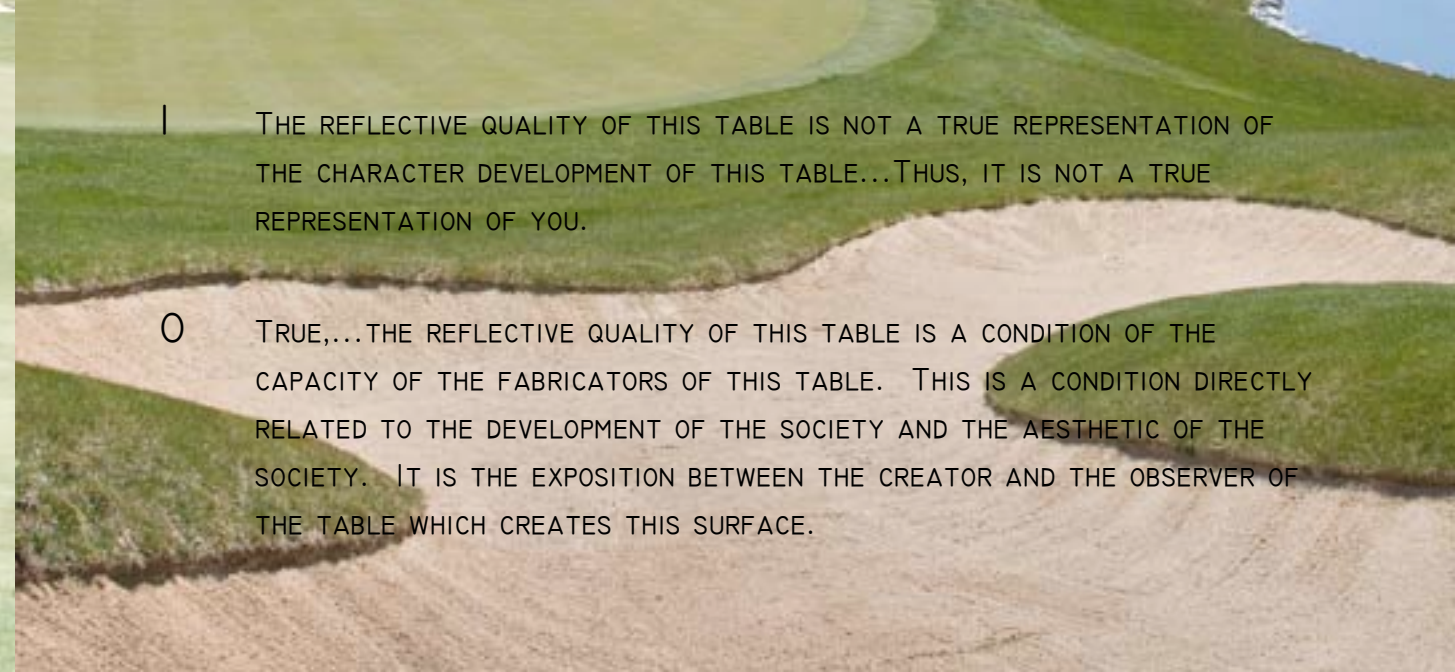 I THE REFLECTIVE QUALITY OF THIS TABLE IS NOT A TRUE REPRESENTATION OF
THE CHARACTER DEVELOPMENT OF THIS TABLE...THUS, IT IS NOT A TRUE
REPRESENTATION OF YOU.
O TRUE,...THE REFLECTIVE QUALITY OF THIS TABLE IS A CONDITION OF THE
CAPACITY OF THE FABRICATORS OF THIS TABLE. THIS IS A CONDITION DIRECTLY
RELATED TO THE DEVELOPMENT OF THE SOCIETY AND THE AESTHETIC OF THE
SOCIETY. IT IS THE EXPOSITION BETWEEN THE CREATOR AND THE OBSERVER OF
THE TABLE WHICH CREATES THIS SURFACE.